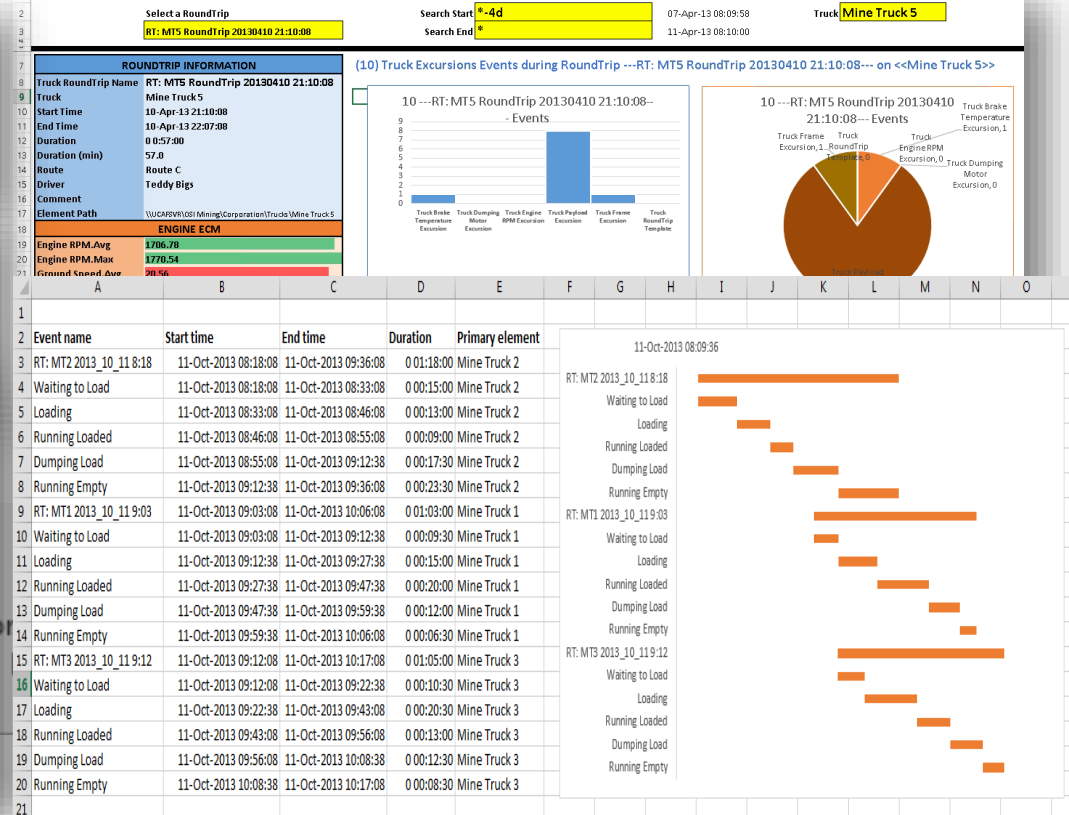 2 Select a RoundTrip Search Start *-4d 07-Apr-13 08:09:58 Truck Mine Truck 5
3 RT: MT5 RoundTrip 20130410 21:10:08 Search End * 11-Apr-13 08:10:00
7 ROUNDTRIP INFORMATION (10) Truck Excursions Events during RoundTrip ---RT: MT5 RoundTrip 20130410 21:10:08--- on <<Mine Truck 5>>
8 Truck RoundTrip Name RT: MT5 RoundTrip 20130410 21:10:08
9 Truck Mine Truck 5
10 Start Time 10-Apr-13 21:10:08
11 End Time 10-Apr-13 22:07:08
12 Duration 0 0:57:00
13 Duration (min) 57.0
14 Route Route C
15 Driver Teddy Bigs
16 Comment
17 Element Path \\UCAFSVR\OSI Mining\Corporation\Trucks\Mine Truck 5
18 ENGINE ECM
19 Engine RPM.Avg 1706.78
20 Engine RPM.Max 1770.54
21 Ground Speed.Avg 20.56
10 ---RT: MT5 RoundTrip 20130410 21:10:08--
- Events
9
8
7
6
5
4
3
2
1
0
Truck Brake Temperature Excursion
Truck Dumping Motor Excursion
Truck Engine RPM Excursion
Truck Payload Excursion
Truck Frame Excursion
Truck RoundTrip Template
10 ---RT: MT5 RoundTrip 20130410
21:10:08--- Events
Truck Brake
Temperature
Excursion, 1
Truck Frame
Excursion, 1
Truck
RoundTrip
Template, 0
Truck
Engine RPM
Excursion, 0
Truck Dumping
Motor
Excursion, 0
Truck Payload
A B C D E F G H I J K L M N O
1
2 Event name Start time End time Duration Primary element
3 RT: MT2 2013_10_11 8:18 11-Oct-2013 08:18:08 11-Oct-2013 09:36:08 0 01:18:00 Mine Truck 2
4 Waiting to Load 11-Oct-2013 08:18:08 11-Oct-2013 08:33:08 0 00:15:00 Mine Truck 2
5 Loading 11-Oct-2013 08:33:08 11-Oct-2013 08:46:08 0 00:13:00 Mine Truck 2
6 Running Loaded 11-Oct-2013 08:46:08 11-Oct-2013 08:55:08 0 00:09:00 Mine Truck 2
7 Dumping Load 11-Oct-2013 08:55:08 11-Oct-2013 09:12:38 0 00:17:30 Mine Truck 2
8 Running Empty 11-Oct-2013 09:12:38 11-Oct-2013 09:36:08 0 00:23:30 Mine Truck 2
9 RT: MT1 2013_10_11 9:03 11-Oct-2013 09:03:08 11-Oct-2013 10:06:08 0 01:03:00 Mine Truck 1
10 Waiting to Load 11-Oct-2013 09:03:08 11-Oct-2013 09:12:38 0 00:09:30 Mine Truck 1
11 Loading 11-Oct-2013 09:12:38 11-Oct-2013 09:27:38 0 00:15:00 Mine Truck 1
12 Running Loaded 11-Oct-2013 09:27:38 11-Oct-2013 09:47:38 0 00:20:00 Mine Truck 1
13 Dumping Load 11-Oct-2013 09:47:38 11-Oct-2013 09:59:38 0 00:12:00 Mine Truck 1
14 Running Empty 11-Oct-2013 09:59:38 11-Oct-2013 10:06:08 0 00:06:30 Mine Truck 1
15 RT: MT3 2013_10_11 9:12 11-Oct-2013 09:12:08 11-Oct-2013 10:17:08 0 01:05:00 Mine Truck 3
16 Waiting to Load 11-Oct-2013 09:12:08 11-Oct-2013 09:22:38 0 00:10:30 Mine Truck 3
17 Loading 11-Oct-2013 09:22:38 11-Oct-2013 09:43:08 0 00:20:30 Mine Truck 3
18 Running Loaded 11-Oct-2013 09:43:08 11-Oct-2013 09:56:08 0 00:13:00 Mine Truck 3
19 Dumping Load 11-Oct-2013 09:56:08 11-Oct-2013 10:08:38 0 00:12:30 Mine Truck 3
20 Running Empty 11-Oct-2013 10:08:38 11-Oct-2013 10:17:08 0 00:08:30 Mine Truck 3
21
11-Oct-2013 08:09:36
RT: MT2 2013_10_11 8:18
Waiting to Load
Loading
Running Loaded
Dumping Load
Running Empty
RT: MT1 2013_10_11 9:03
Waiting to Load
Loading
Running Loaded
Dumping Load
Running Empty
RT: MT3 2013_10_11 9:12
Waiting to Load
Loading
Running Loaded
Dumping Load
Running Empty